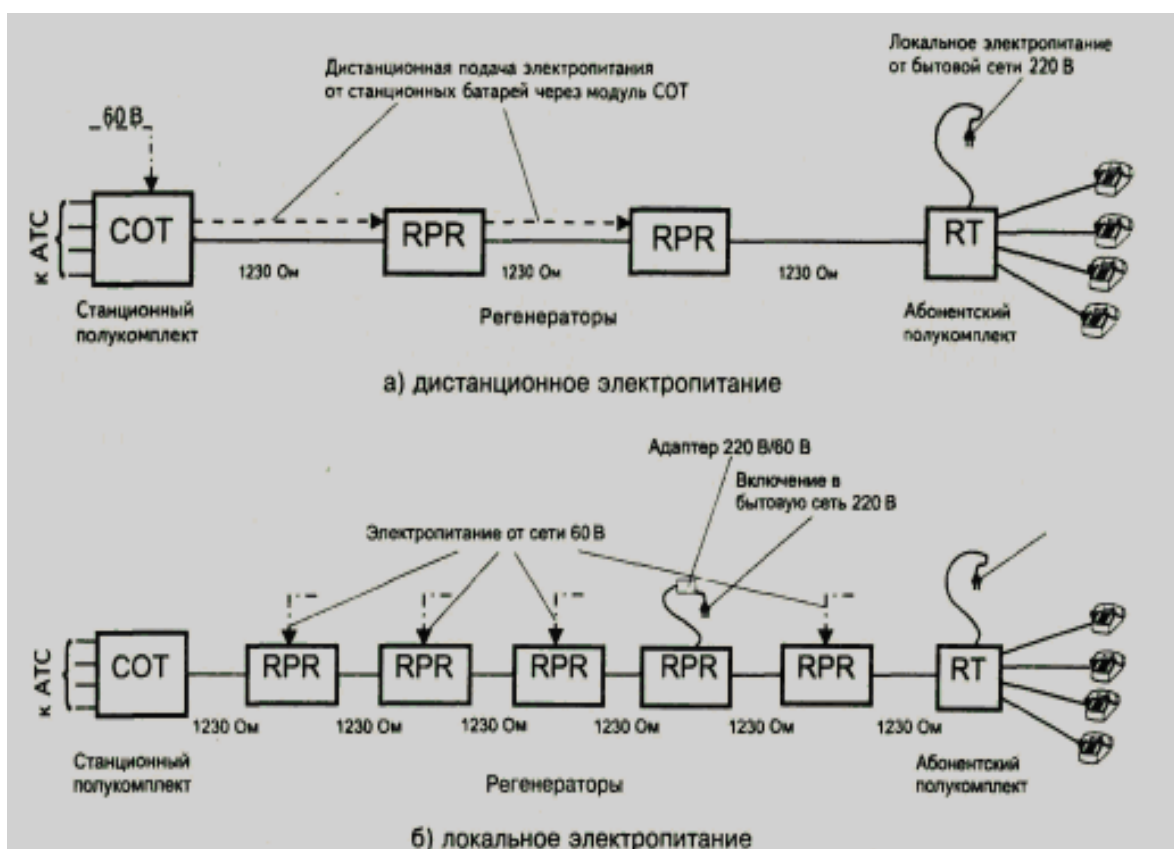 Локальное электропитание
от бытовой сети 220 В
Дистанционная подача электропитания
от станционных батарей через модуль СОТ
60 В
к АТС
СОТ
RPR
RPR
RT
1230 Ом
1230 Ом
1230 Ом
Станционный
полукомплект
Регенераторы
Абонентский
полукомплект
а) дистанционное электропитание
Адаптер 220 В/60 В
Включение в
бытовую сеть 220 В
Электропитание от сети 60 В
к АТС
СОТ
RPR
RPR
RPR
RPR
RPR
RT
1230 Ом
1230 Ом
1230 Ом
1230 Ом
1230 Ом
1230 Ом
Станционный
полукомплект
Регенераторы
Абонентский
полукомплект
б) локальное электропитание